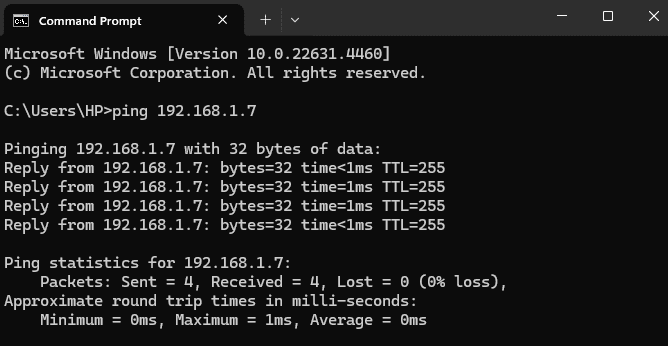 Command Prompt
Microsoft Windows [Version 10.0.22631.4460]
(c) Microsoft Corporation. All rights reserved.
C:\Users\HP>ping 192.168.1.7
Pinging 192.168.1.7 with 32 bytes of data:
Reply from 192.168.1.7: bytes=32 time<1ms TTL=255
Reply from 192.168.1.7: bytes=32 time=1ms TTL=255
Reply from 192.168.1.7: bytes=32 time=1ms TTL=255
Reply from 192.168.1.7: bytes=32 time<1ms TTL=255
Ping statistics for 192.168.1.7:
    Packets: Sent = 4, Received = 4, Lost = 0 (0% loss),
Approximate round trip times in milli-seconds:
    Minimum = 0ms, Maximum = 1ms, Average = 0ms